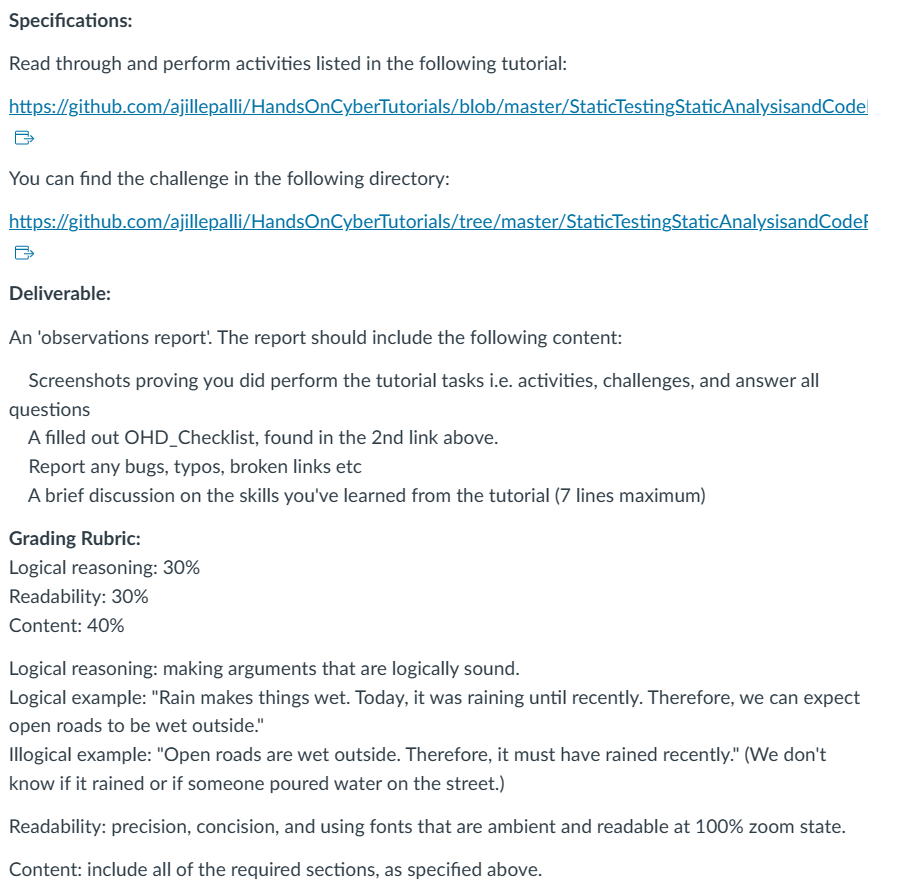 Specifications:
Read through and perform activities listed in the following tutorial:
https://github.com/ajillepalli/HandsOnCyberTutorials/blob/master/StaticTestingStaticAnalysisandCode
You can find the challenge in the following directory:
https://github.com/ajillepalli/HandsOnCyberTutorials/tree/master/StaticTestingStaticAnalysisandCode
Deliverable:
An 'observations report'. The report should include the following content:
Screenshots proving you did perform the tutorial tasks i.e. activities, challenges, and answer all
questions
A filled out OHD_Checklist, found in the 2nd link above.
Report any bugs, typos, broken links etc
A brief discussion on the skills you've learned from the tutorial (7 lines maximum)
Grading Rubric:
Logical reasoning: 30%
Readability: 30%
Content: 40%
Logical reasoning: making arguments that are logically sound.
Logical example: "Rain makes things wet. Today, it was raining until recently. Therefore, we can expect
open roads to be wet outside."
Illogical example: "Open roads are wet outside. Therefore, it must have rained recently." (We don't
know if it rained or if someone poured water on the street.)
Readability: precision, concision, and using fonts that are ambient and readable at 100% zoom state.
Content: include all of the required sections, as specified above.